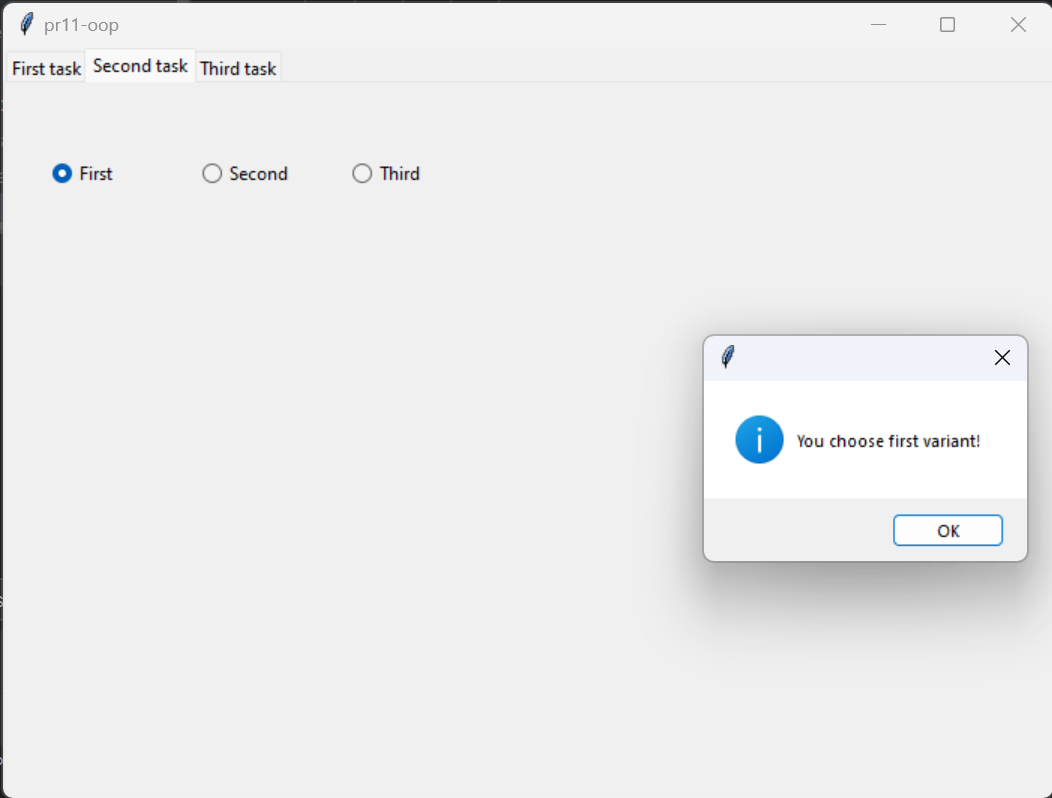 pr11-oop
First task Second task Third task
First Second Third
You choose first variant!
OK